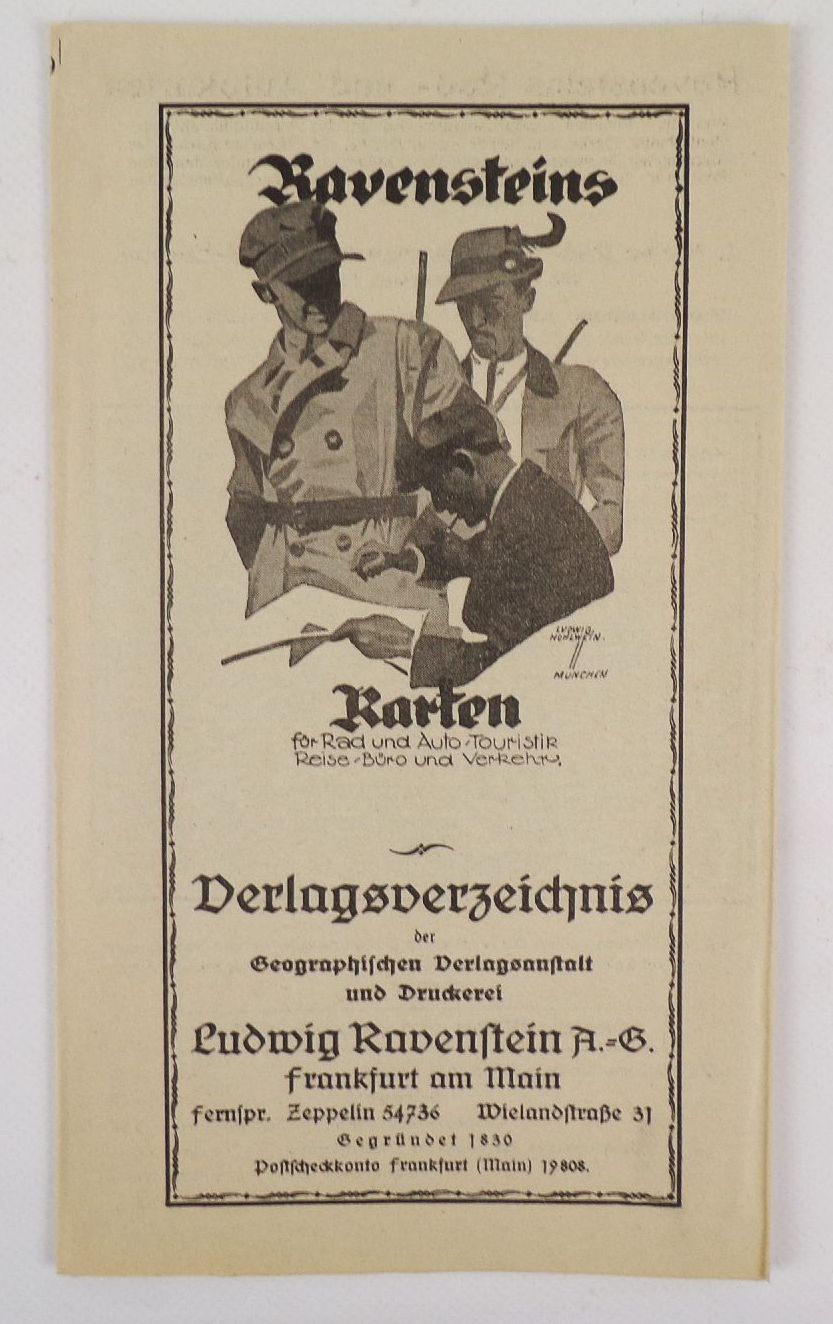 Ravensteins
LUDWIG
HOHLWEIN.
MÜNCHEN
Karten
für Rad und Auto-Touristik
Reise-Büro und Verkehr.
Verlagsverzeichnis
der
Geographiſchen Verlagsanſtalt
und Druckerei
Ludwig Ravenſtein A.=G.
Frankfurt am Main
Fernſpr. Zeppelin 54736 Wielandſtraße 31
Gegründet 1830
Poſtſcheckkonto Frankfurt (Main) 19808.